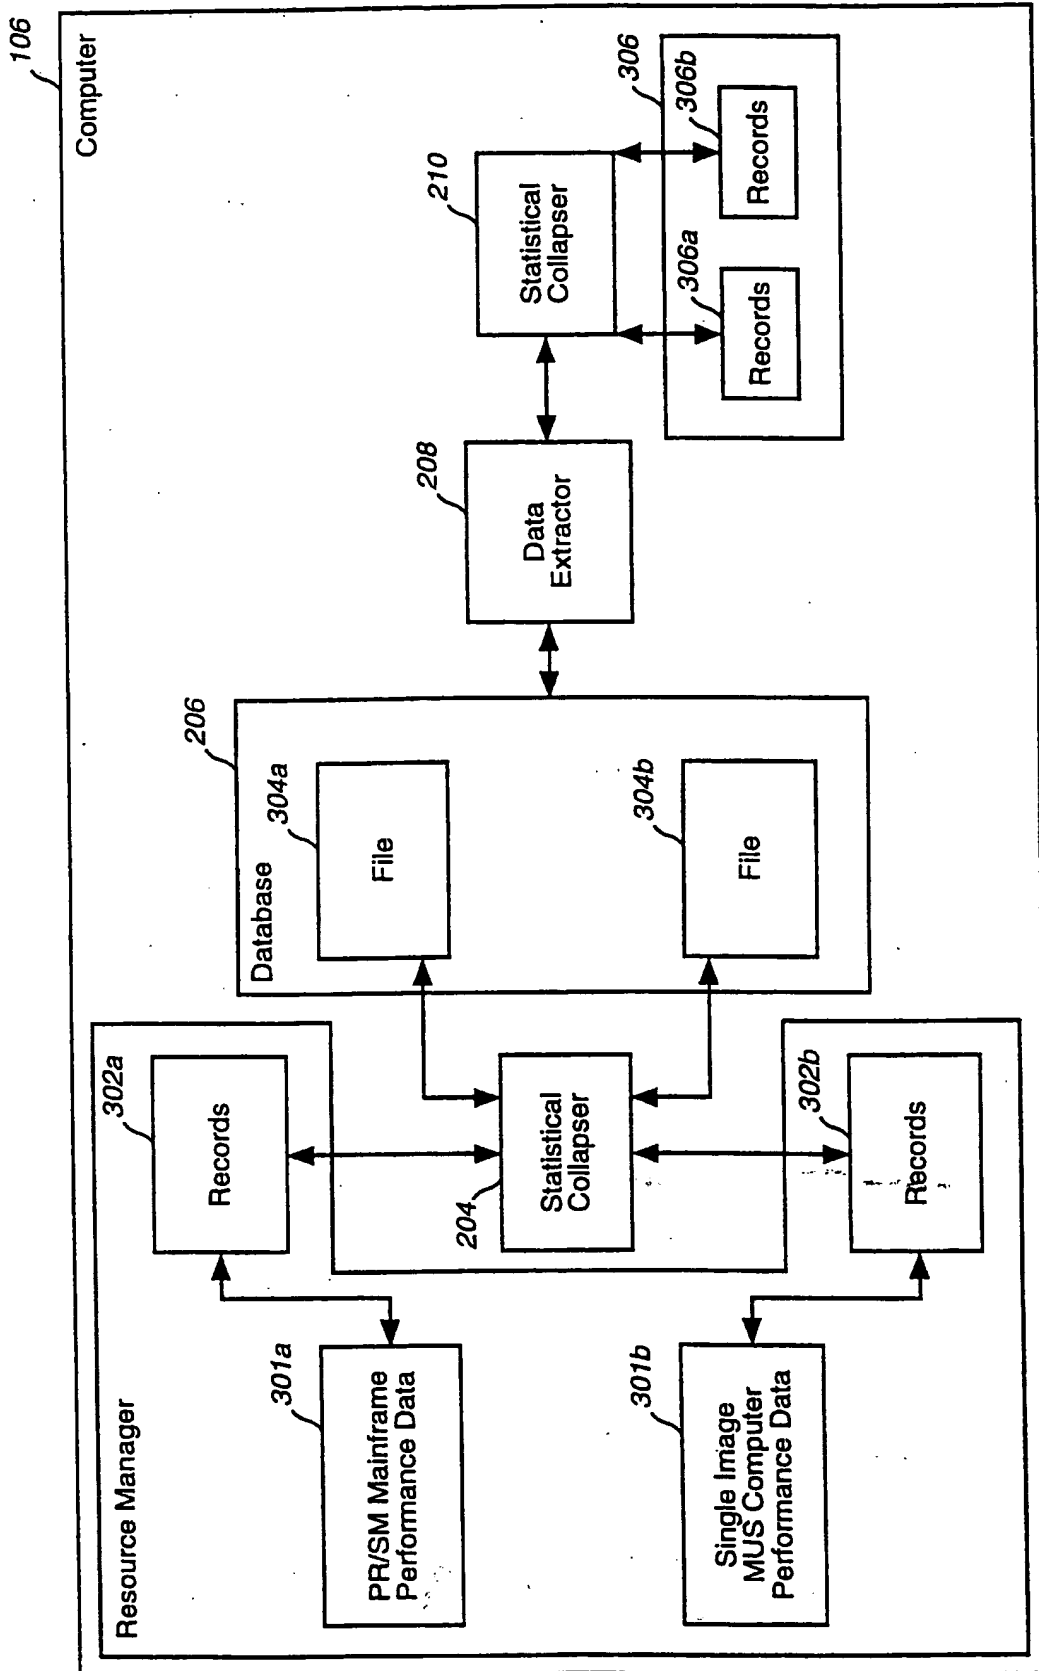 106
Computer
Resource Manager
301a
PR/SM Mainframe
Performance Data
301b
Single Image
MUS Computer
Performance Data
302a
Records
204
Statistical
Collapser
302b
Records
206
Database
304a
File
304b
File
208
Data
Extractor
210
Statistical
Collapser
306
306a
Records
306b
Records